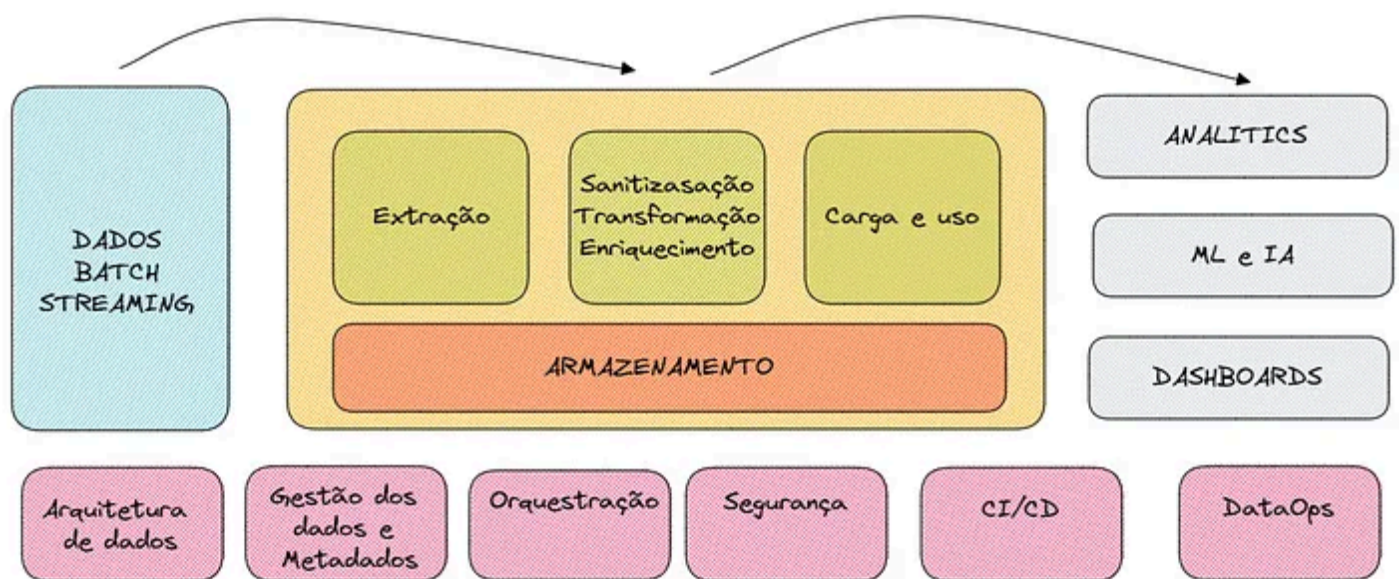 DADOS
BATCH
STREAMING,
Extração
Sanitizasação
Transformação
Enriquecimento
Carga e uso
ARMAZENAMENTO
ANALITICS
ML e IA
DASHBOARDS
Arquitetura
de dados
Gestão dos
dados e
Metadados
Orquestração
Segurança
CI/CD
DataOps